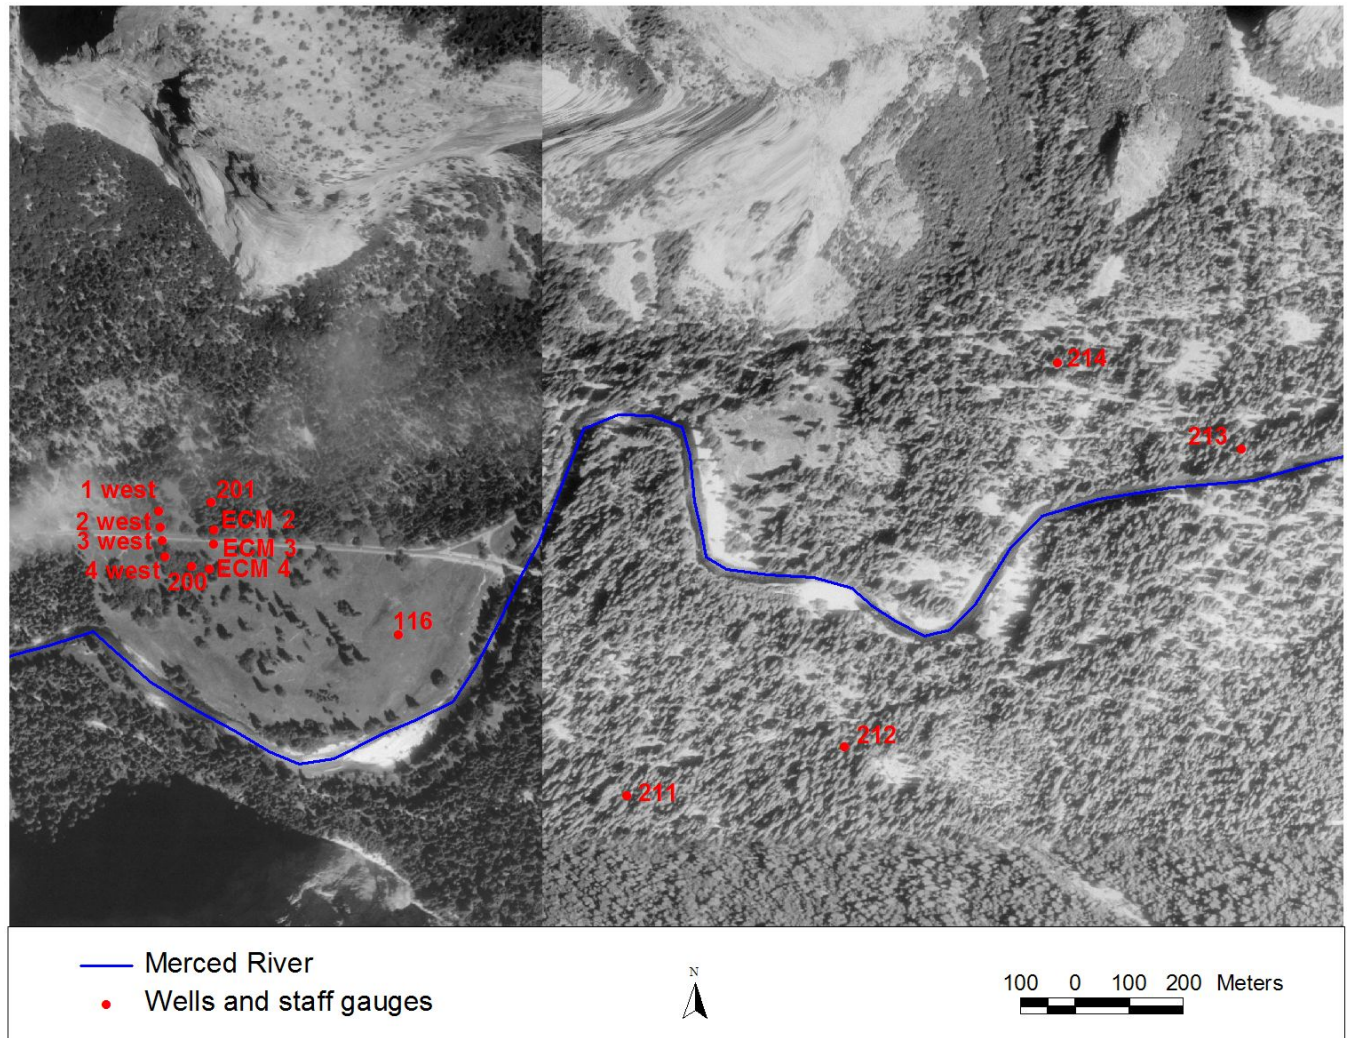 214
213
1 west
201
2 west
ECM 2
3 west
ECM 3
4 west
200
ECM 4
116
212
211
Merced River
Wells and staff gauges
N
100 0 100 200 Meters